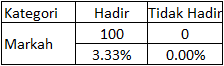 Kategori Hadir Tidak Hadir
Markah 100 0
3.33% 0.00%